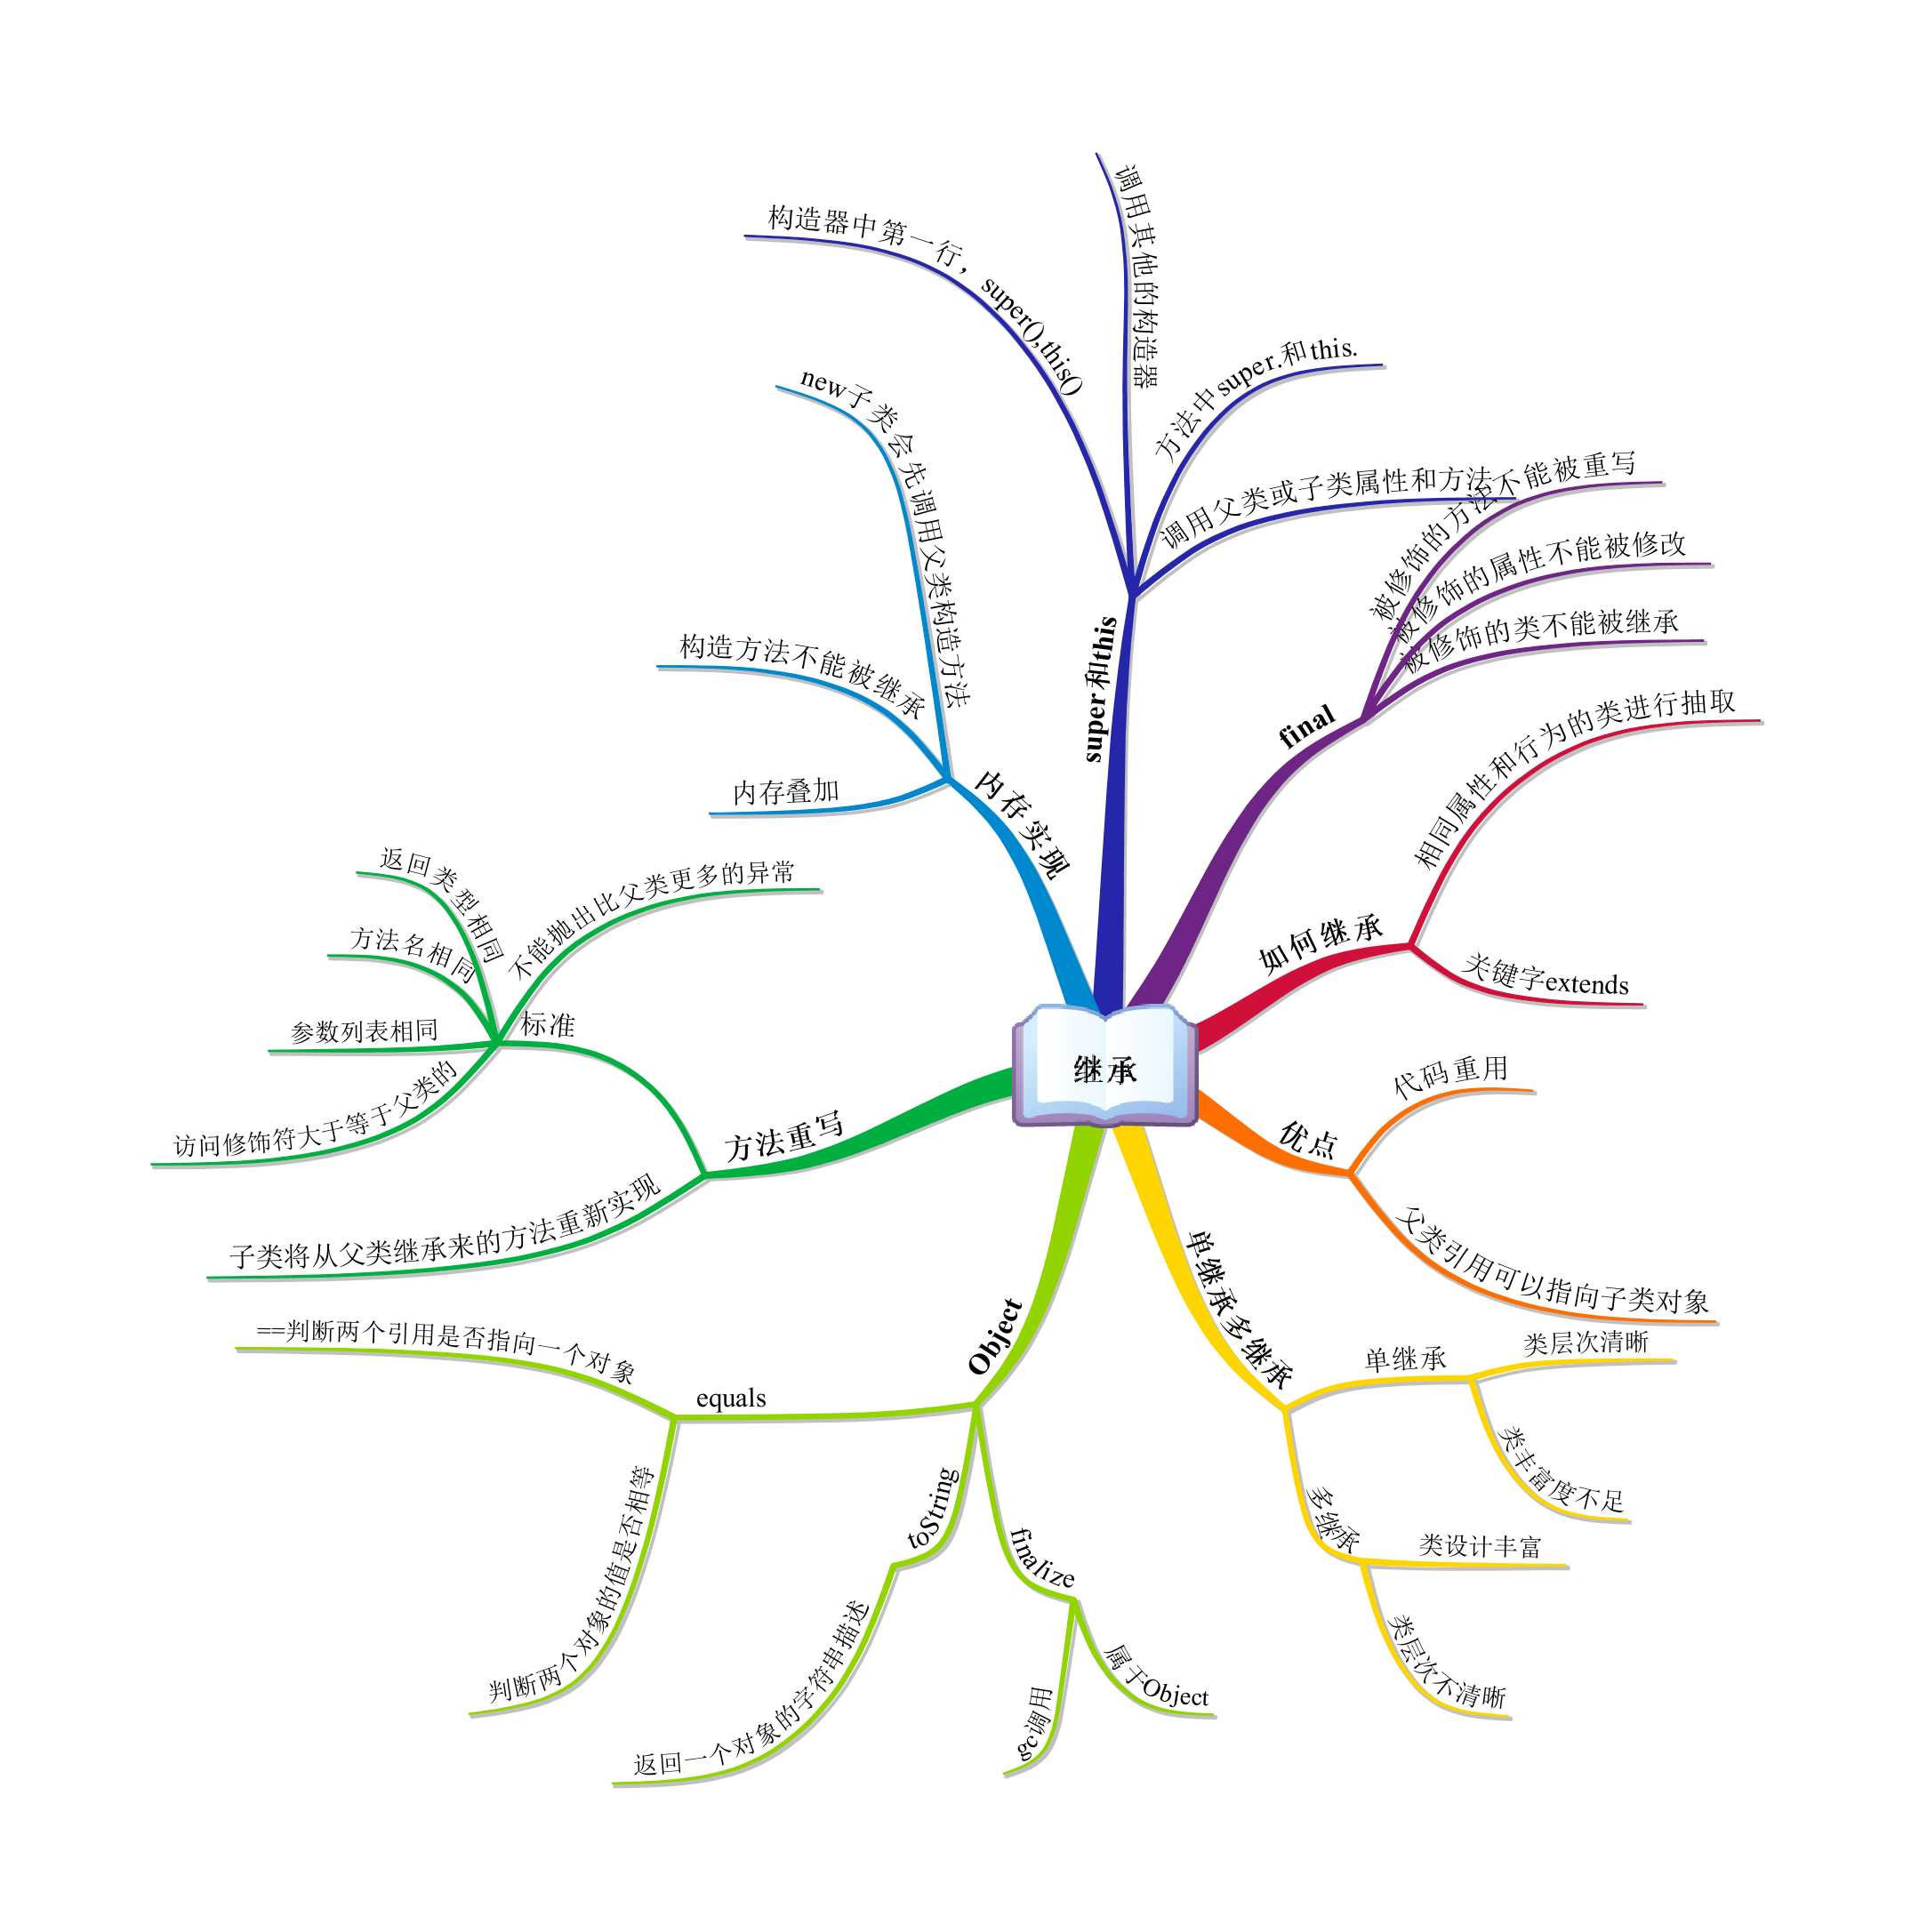 继承
如何继承
相同属性和行为的类进行抽取
关键字extends
优点
代码重用
父类引用可以指向子类对象
单继承多继承
单继承
类层次清晰
类丰富度不足
多继承
类设计丰富
类层次不清晰
Object
finalize
属于Object
gc调用
toString
返回一个对象的字符串描述
equals
判断两个对象的值是否相等
==判断两个引用是否指向一个对象
方法重写
子类将从父类继承来的方法重新实现
标准
访问修饰符大于等于父类的
参数列表相同
方法名相同
返回类型相同
不能抛出比父类更多的异常
内存实现
内存叠加
构造方法不能被继承
new子类会先调用父类构造方法
super和this
构造器中第一行，super(),this()
调用其他的构造器
方法中super.和this.
调用父类或子类属性和方法
final
被修饰的方法不能被重写
被修饰的属性不能被修改
被修饰的类不能被继承